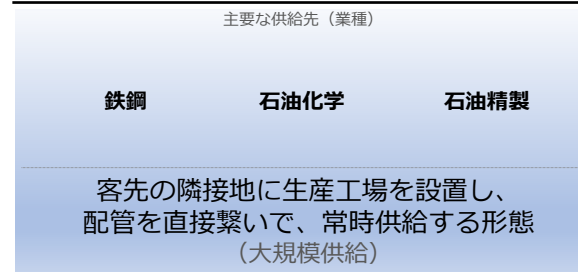 主要な供給先（業種）
鉄鋼 石油化学 石油精製
客先の隣接地に生産工場を設置し、
配管を直接繋いで、常時供給する形態
（大規模供給）